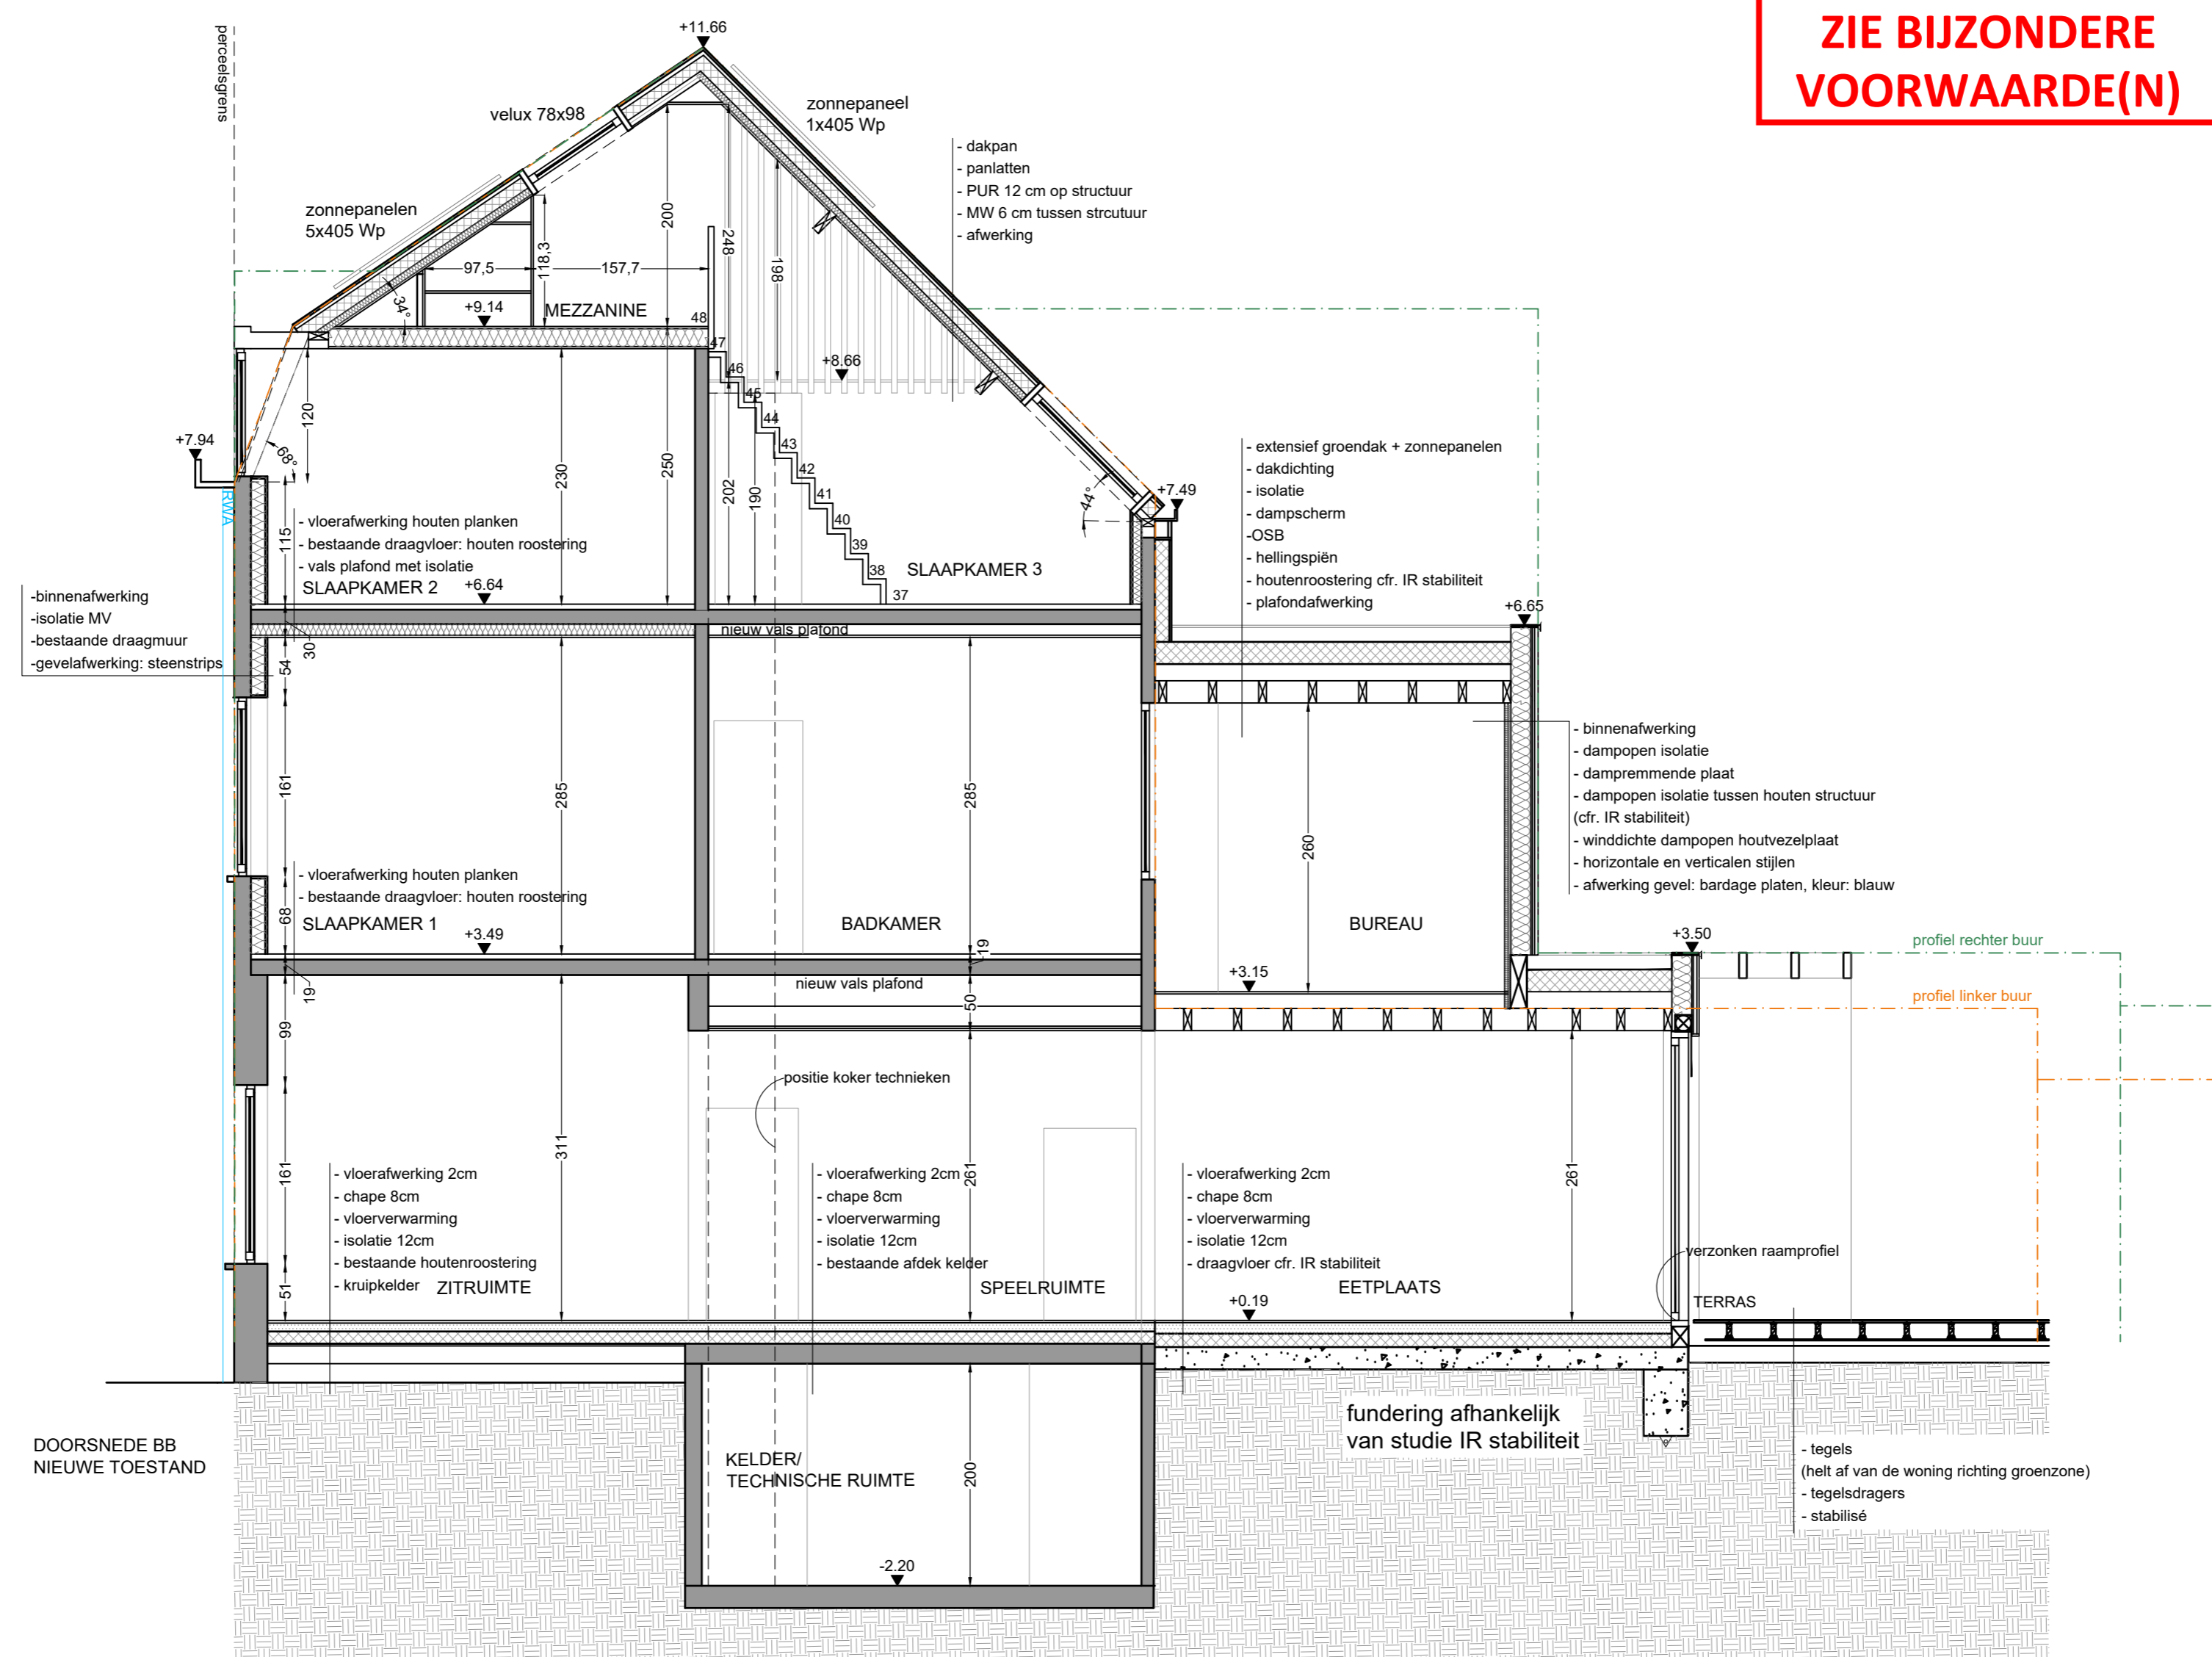 ZIE BIJZONDERE
VOORWAARDE(N)
perceelsgrens
+11.66
velux 78x98
zonnepaneel
1x405 Wp
- dakpan
- panlatten
- PUR 12 cm op structuur
- MW 6 cm tussen strcutuur
- afwerking
zonnepanelen
5x405 Wp
200
248
198
118,3
97,5
157,7
34°
+9.14
MEZZANINE
48
47
46
45
44
43
42
41
40
39
38
37
+8.66
+7.94
68°
120
230
250
202
190
44°
+7.49
RWA
115
- vloerafwerking houten planken
- bestaande draagvloer: houten roostering
- vals plafond met isolatie
SLAAPKAMER 2
+6.64
SLAAPKAMER 3
- extensief groendak + zonnepanelen
- dakdichting
- isolatie
- dampscherm
-OSB
- hellingspiën
- houtenroostering cfr. IR stabiliteit
- plafondafwerking
+6.65
-binnenafwerking
-isolatie MV
-bestaande draagmuur
-gevelafwerking: steenstrips
nieuw vals plafond
30
54
161
285
285
260
- binnenafwerking
- dampopen isolatie
- dampremmende plaat
- dampopen isolatie tussen houten structuur
(cfr. IR stabiliteit)
- winddichte dampopen houtvezelplaat
- horizontale en verticalen stijlen
- afwerking gevel: bardage platen, kleur: blauw
- vloerafwerking houten planken
- bestaande draagvloer: houten roostering
68
SLAAPKAMER 1
+3.49
BADKAMER
BUREAU
19
+3.50
profiel rechter buur
+3.15
nieuw vals plafond
19
50
99
profiel linker buur
positie koker technieken
311
161
261
261
- vloerafwerking 2cm
- chape 8cm
- vloerverwarming
- isolatie 12cm
- bestaande houtenroostering
- kruipkelder
ZITRUIMTE
- vloerafwerking 2cm
- chape 8cm
- vloerverwarming
- isolatie 12cm
- bestaande afdek kelder
SPEELRUIMTE
- vloerafwerking 2cm
- chape 8cm
- vloerverwarming
- isolatie 12cm
- draagvloer cfr. IR stabiliteit
EETPLAATS
verzonken raamprofiel
51
+0.19
TERRAS
fundering afhankelijk
van studie IR stabiliteit
DOORSNEDE BB
NIEUWE TOESTAND
KELDER/
TECHNISCHE RUIMTE
200
-2.20
- tegels
(helt af van de woning richting groenzone)
- tegelsdragers
- stabilisé